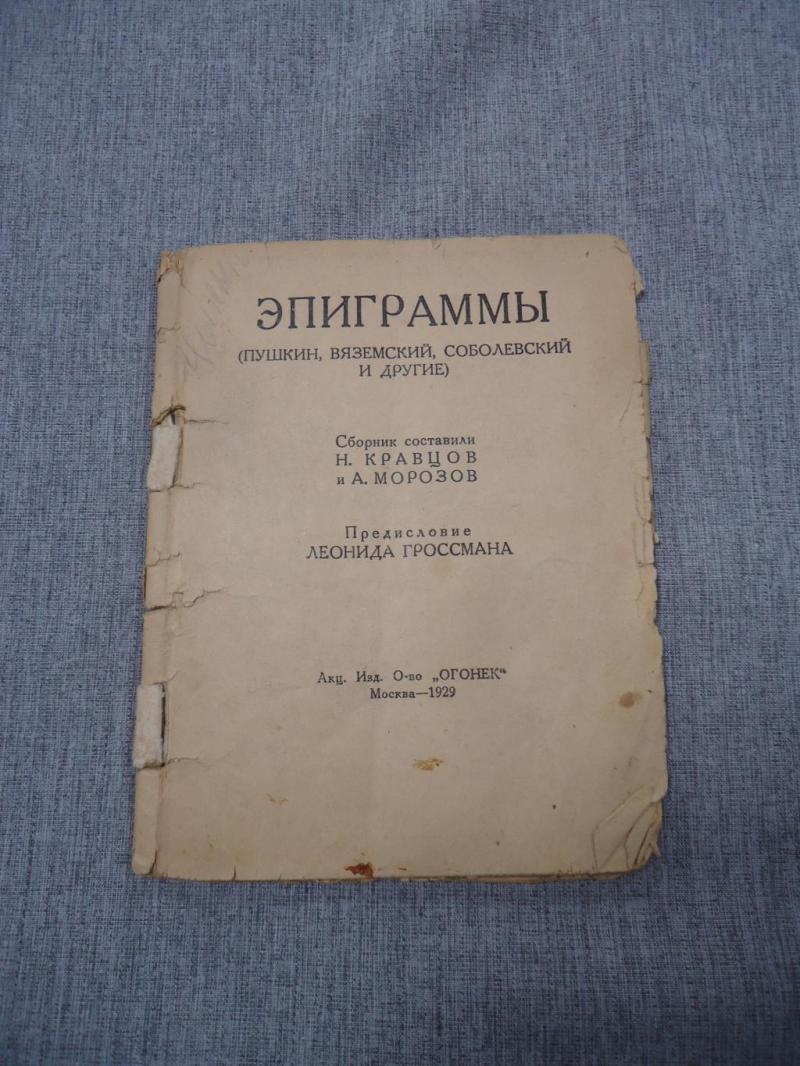 ЭПИГРАММЫ
(ПУШКИН, ВЯЗЕМСКИЙ, СОБОЛЕВСКИЙ
И ДРУГИЕ)
Сборник составили
Н. КРАВЦОВ
и А. МОРОЗОВ
Предисловие
ЛЕОНИДА ГРОССМАНА
Акц. Изд. О-во „ОГОНЕК"
Москва—1929